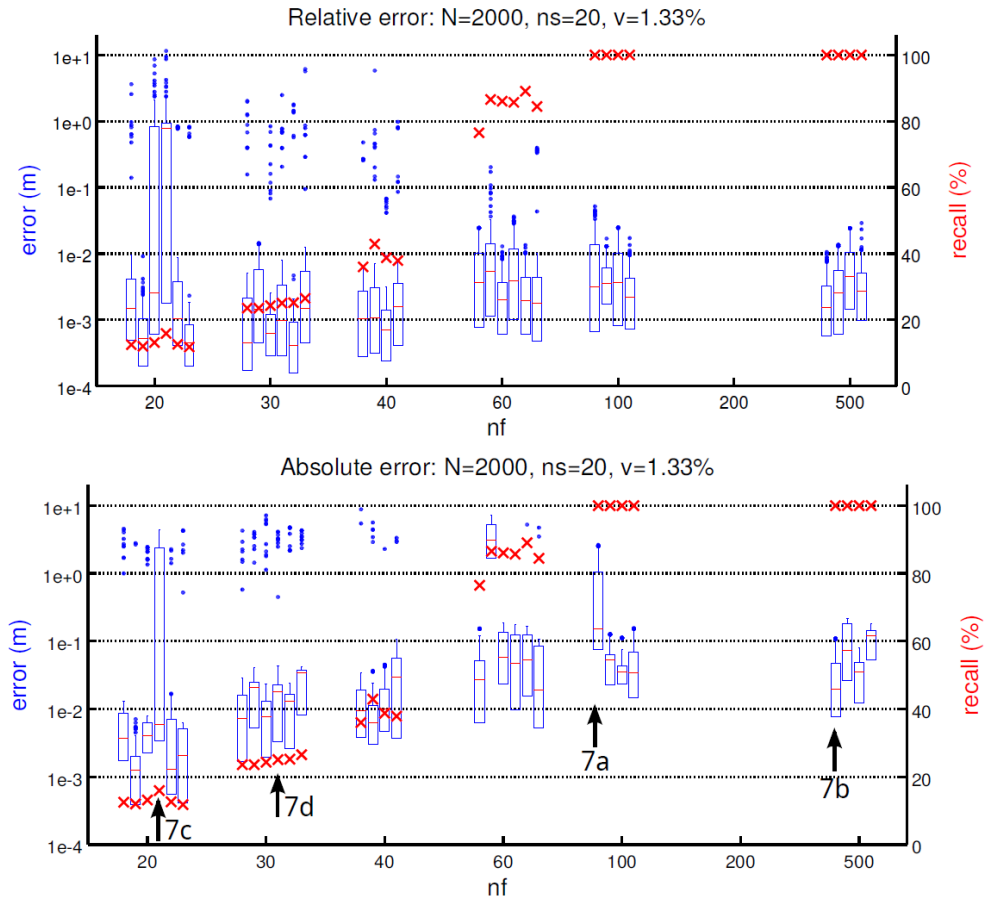 Relative error: N=2000, ns=20, v=1.33%
1e+1
1e+0
1e-1
1e-2
1e-3
1e-4
error (m)
100
80
60
40
20
0
recall (%)
20 30 40 60 100 200 500
nf
Absolute error: N=2000, ns=20, v=1.33%
1e+1
1e+0
1e-1
1e-2
1e-3
1e-4
error (m)
100
80
60
40
20
0
recall (%)
7a
7b
7c
7d
20 30 40 60 100 200 500
nf